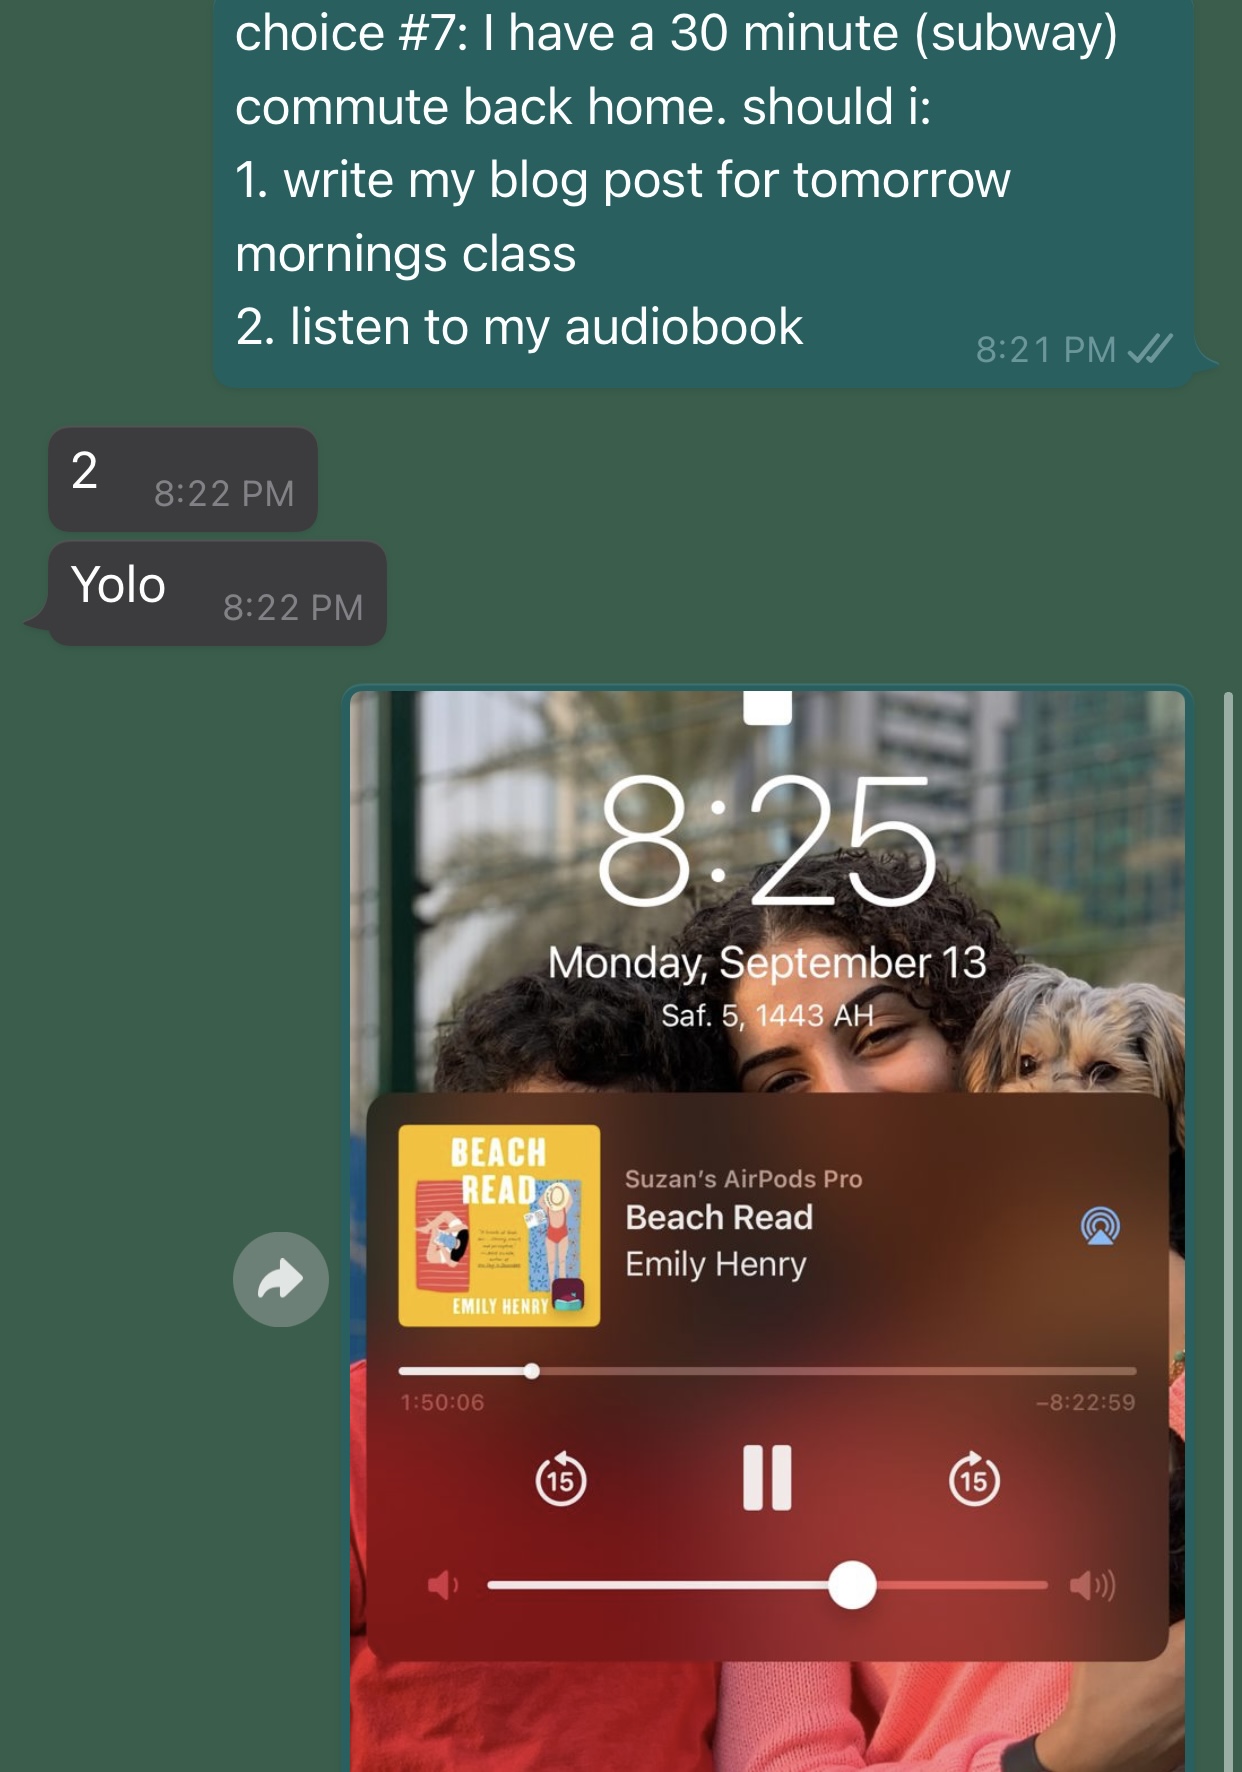 choice #7: I have a 30 minute (subway)
commute back home. should i:
1. write my blog post for tomorrow
mornings class
2. listen to my audiobook
8:21 PM
2
8:22 PM
Yolo
8:22 PM
8:25
Monday, September 13
Saf. 5, 1443 AH
BEACH
READ
EMILY HENRY
Suzan's AirPods Pro
Beach Read
Emily Henry
1:50:06
–8:22:59
15
15